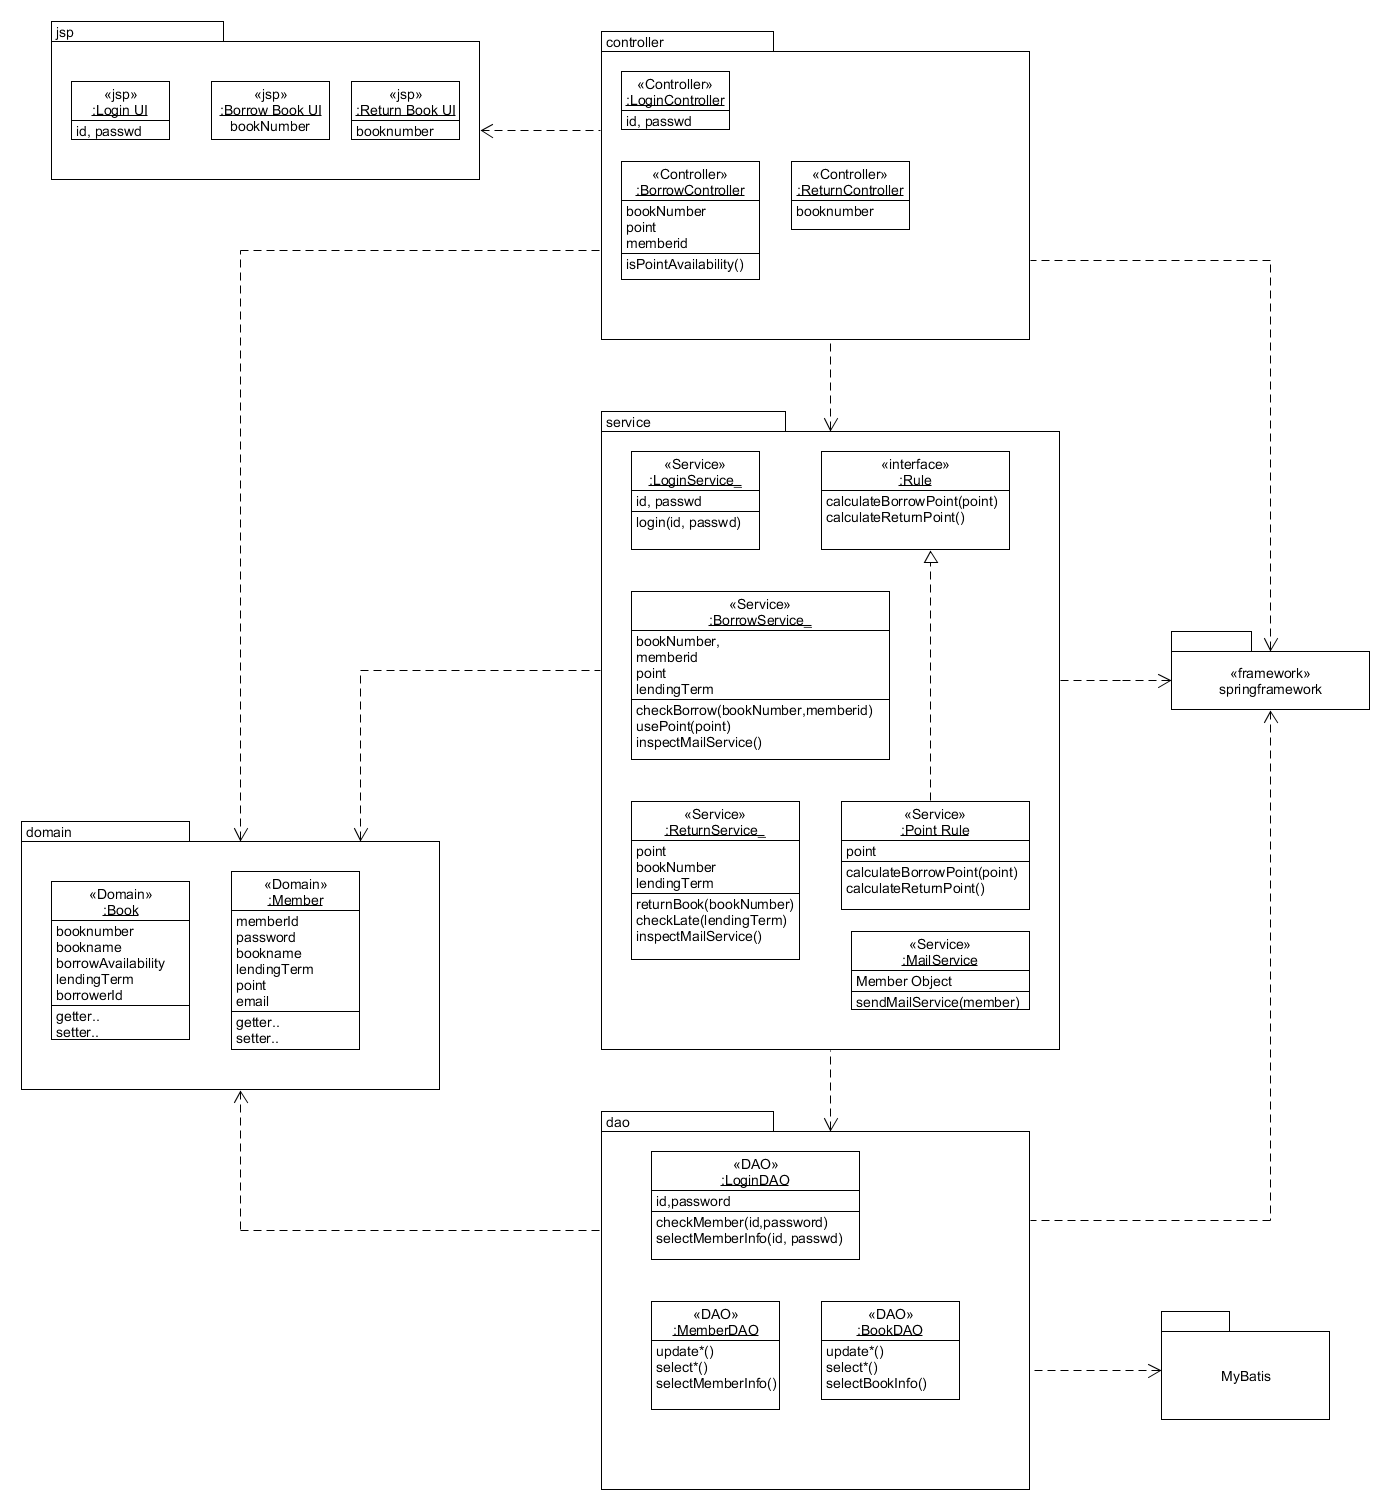 jsp
«jsp»
:Login UI
id, passwd
«jsp»
:Borrow Book UI
bookNumber
«jsp»
:Return Book UI
booknumber
controller
«Controller»
:LoginController
id, passwd
«Controller»
:BorrowController
bookNumber
point
memberid
isPointAvailability()
«Controller»
:ReturnController
booknumber
service
«Service»
:LoginService_
id, passwd
login(id, passwd)
«interface»
:Rule
calculateBorrowPoint(point)
calculateReturnPoint()
«Service»
:BorrowService_
bookNumber,
memberid
point
lendingTerm
checkBorrow(bookNumber,memberid)
usePoint(point)
inspectMailService()
«Service»
:ReturnService_
point
bookNumber
lendingTerm
returnBook(bookNumber)
checkLate(lendingTerm)
inspectMailService()
«Service»
:Point Rule
point
calculateBorrowPoint(point)
calculateReturnPoint()
«Service»
:MailService
Member Object
sendMailService(member)
«framework»
springframework
domain
«Domain»
:Book
booknumber
bookname
borrowAvailability
lendingTerm
borrowerId
getter..
setter..
«Domain»
:Member
memberId
password
bookname
lendingTerm
point
email
getter..
setter..
dao
«DAO»
:LoginDAO
id,password
checkMember(id,password)
selectMemberInfo(id, passwd)
«DAO»
:MemberDAO
update*()
select*()
selectMemberInfo()
«DAO»
:BookDAO
update*()
select*()
selectBookInfo()
MyBatis